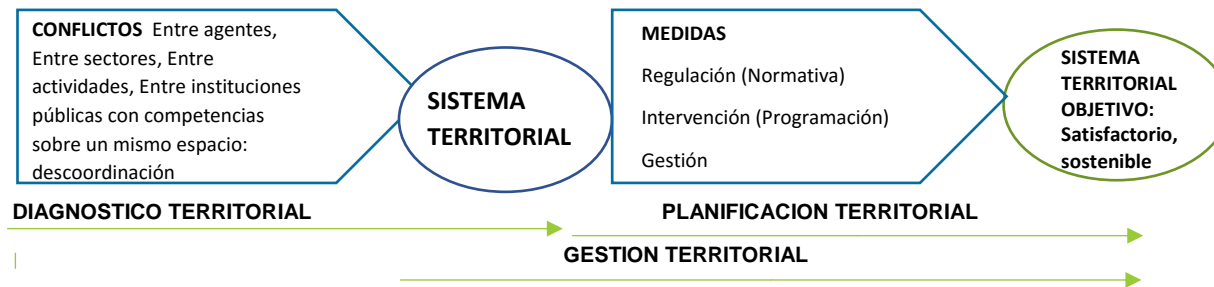 CONFLICTOS Entre agentes,
Entre sectores, Entre
actividades, Entre instituciones
públicas con competencias
sobre un mismo espacio:
descoordinación
SISTEMA
TERRITORIAL
MEDIDAS
Regulación (Normativa)
Intervención (Programación)
Gestión
SISTEMA
TERRITORIAL
OBJETIVO:
Satisfactorio,
sostenible
DIAGNOSTICO TERRITORIAL
PLANIFICACION TERRITORIAL
GESTION TERRITORIAL